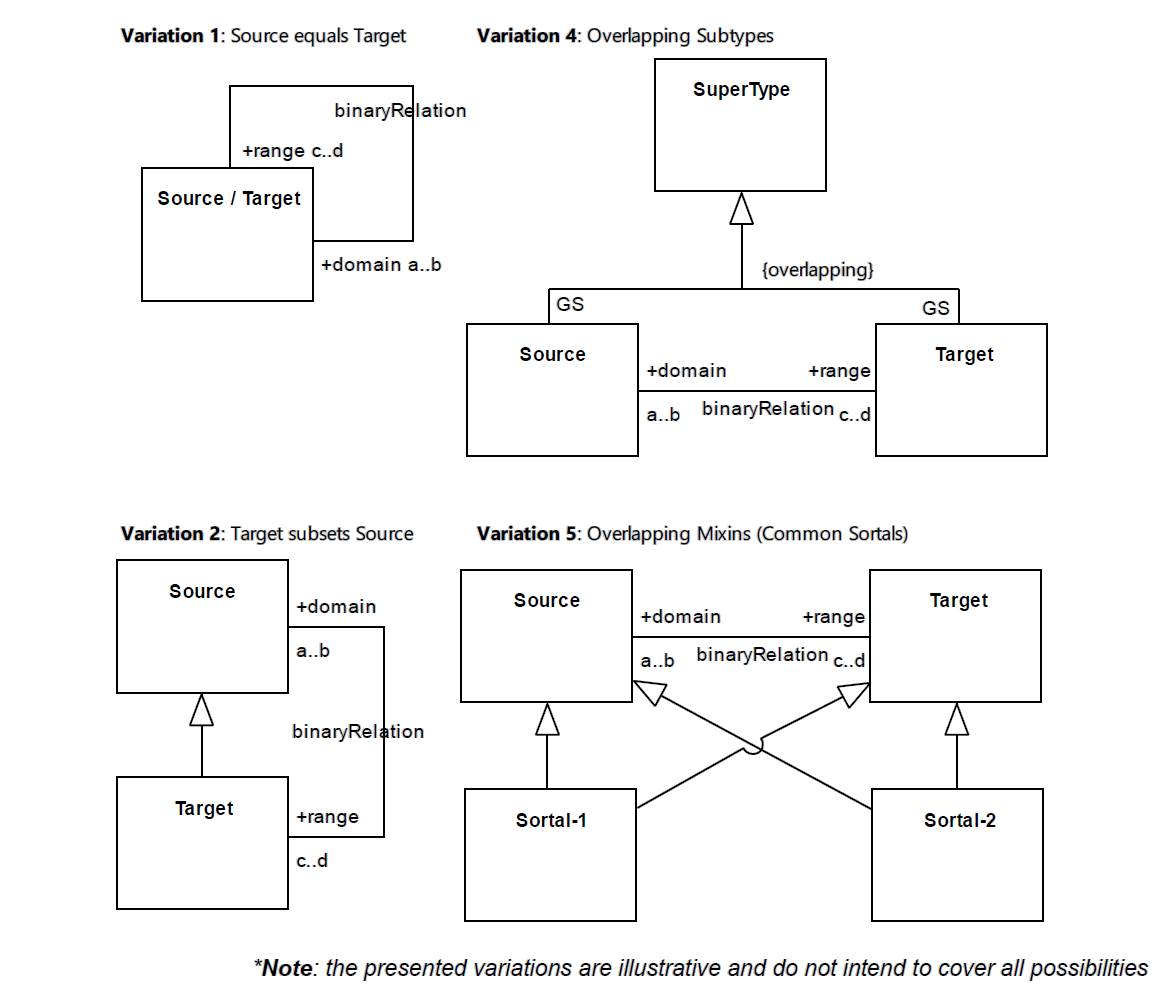 Variation 1: Source equals Target
binaryRelation
+range c..d
Source / Target
+domain a..b
Variation 4: Overlapping Subtypes
SuperType
{overlapping}
GS
GS
Source
Target
+domain
+range
binaryRelation
a..b
c..d
Variation 2: Target subsets Source
Source
+domain
a..b
binaryRelation
Target
+range
c..d
Variation 5: Overlapping Mixins (Common Sortals)
Source
Target
+domain
+range
binaryRelation
a..b
c..d
Sortal-1
Sortal-2
*Note: the presented variations are illustrative and do not intend to cover all possibilities